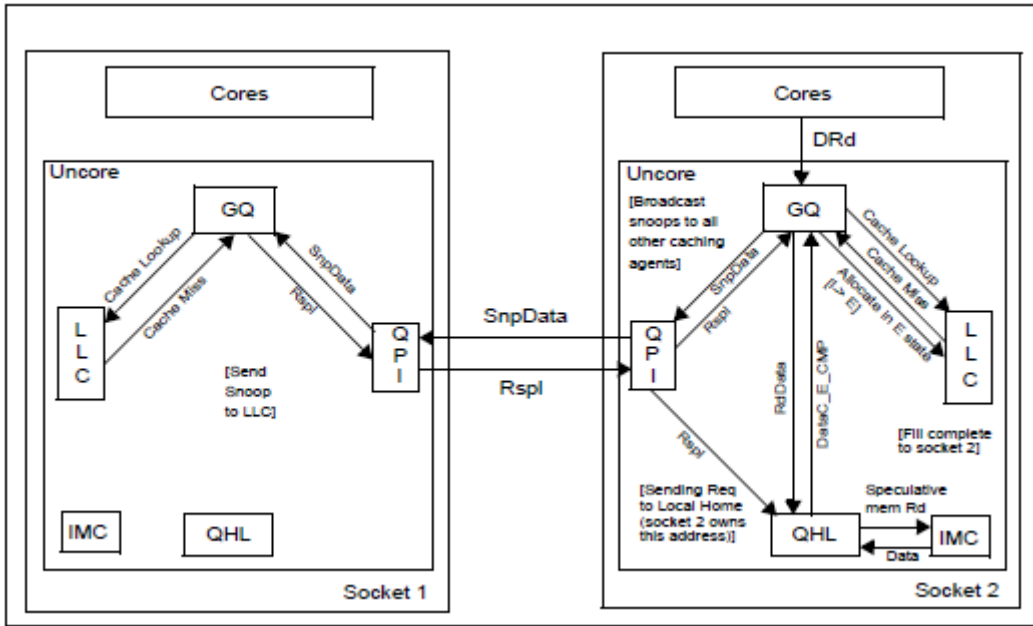 Cores
Uncore
GQ
Cache Lookup
Cache Miss
SnpData
RspI
L
L
C
Q
P
I
[Send
Snoop
to LLC]
IMC
QHL
Socket 1
SnpData
RspI
Cores
DRd
Uncore
[Broadcast
snoops to all
other caching
agents]
GQ
SnpData
RspI
Cache Lookup
Cache Miss
Allocate in E state
[I-> E]
Q
P
I
L
L
C
RdData
DataC_E_CMP
RspI
[Fill complete
to socket 2]
[Sending Req
to Local Home
(socket 2 owns
this address)]
Speculative
mem Rd
QHL
IMC
Data
Socket 2